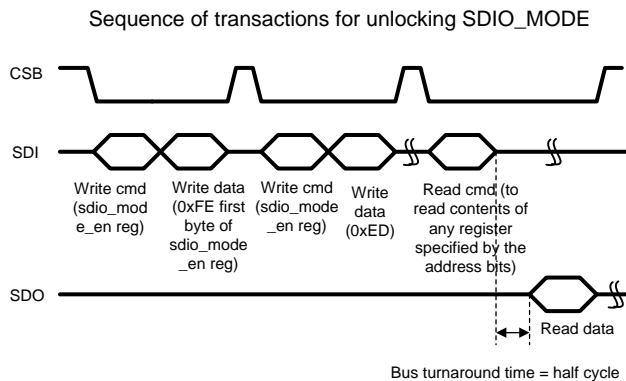 Sequence of transactions for unlocking SDIO_MODE
CSB
SDI
Write cmd
(sdio_mod
e_en reg)
Write data
(0xFE first
byte of
sdio_mode
_en reg)
Write cmd
(sdio_mode
_en reg)
Write
data
(0xED)
Read cmd (to
read contents of
any register
specified by the
address bits)
SDO
Read data
Bus turnaround time = half cycle